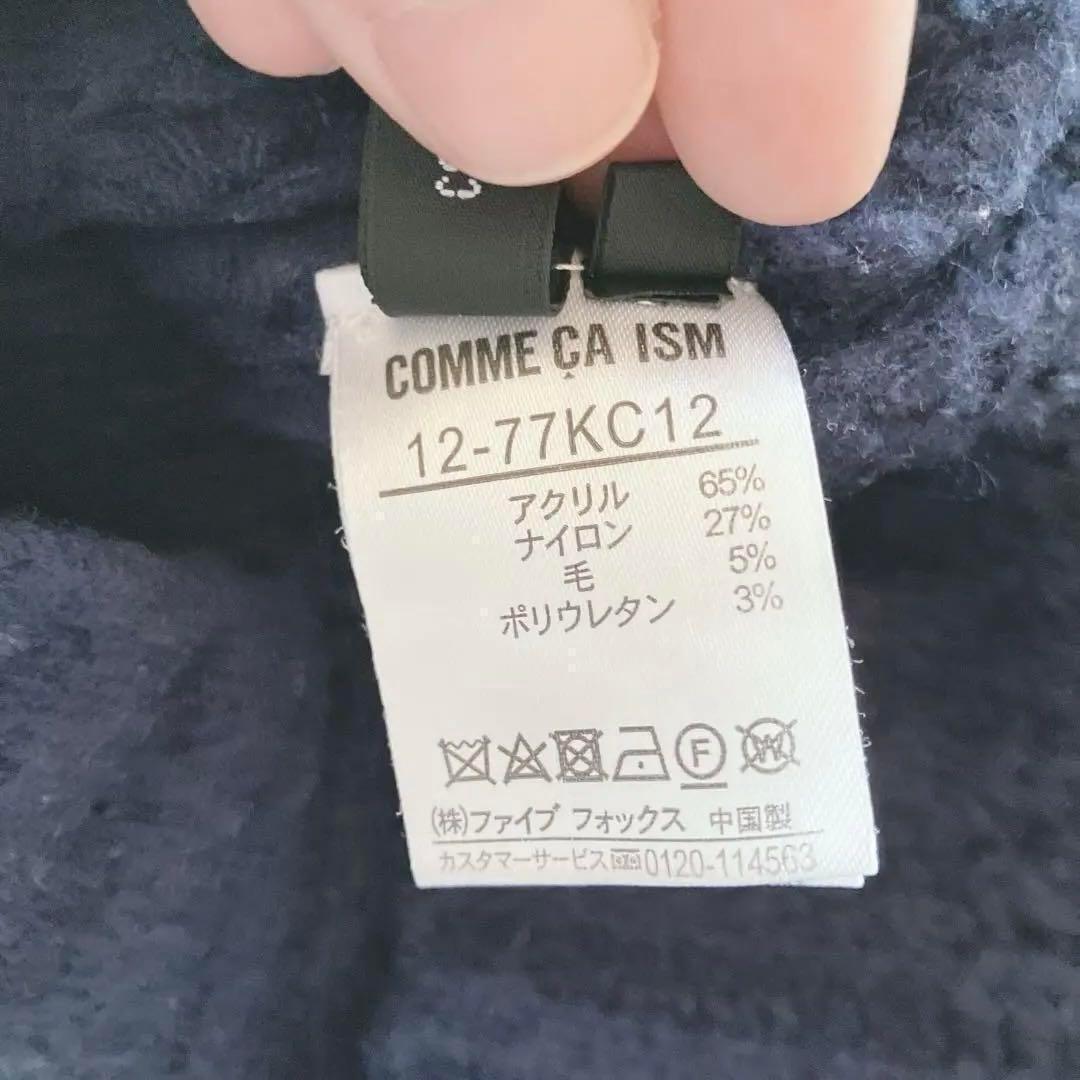 COMME ÇA ISM
12-77KC12
アクリル 65%
ナイロン 27%
毛 5%
ポリウレタン 3%
F
W
(株)ファイブ フォックス 中国製
カスタマーサービス 0120-114563